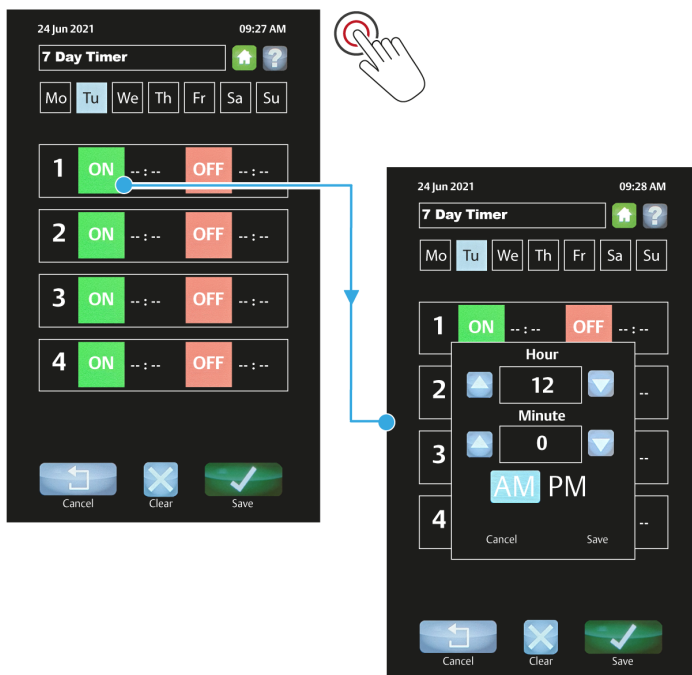 24 Jun 2021 09:27 AM
7 Day Timer ?
Mo Tu We Th Fr Sa Su
1 ON --:-- OFF --:--
2 ON --:-- OFF --:--
3 ON --:-- OFF --:--
4 ON --:-- OFF --:--
Cancel Clear Save
24 Jun 2021 09:28 AM
7 Day Timer ?
Mo Tu We Th Fr Sa Su
1 ON --:-- OFF --:--
Hour
2 12 --
Minute
3 0 --
AM PM
4 --
Cancel Save
Cancel Clear Save